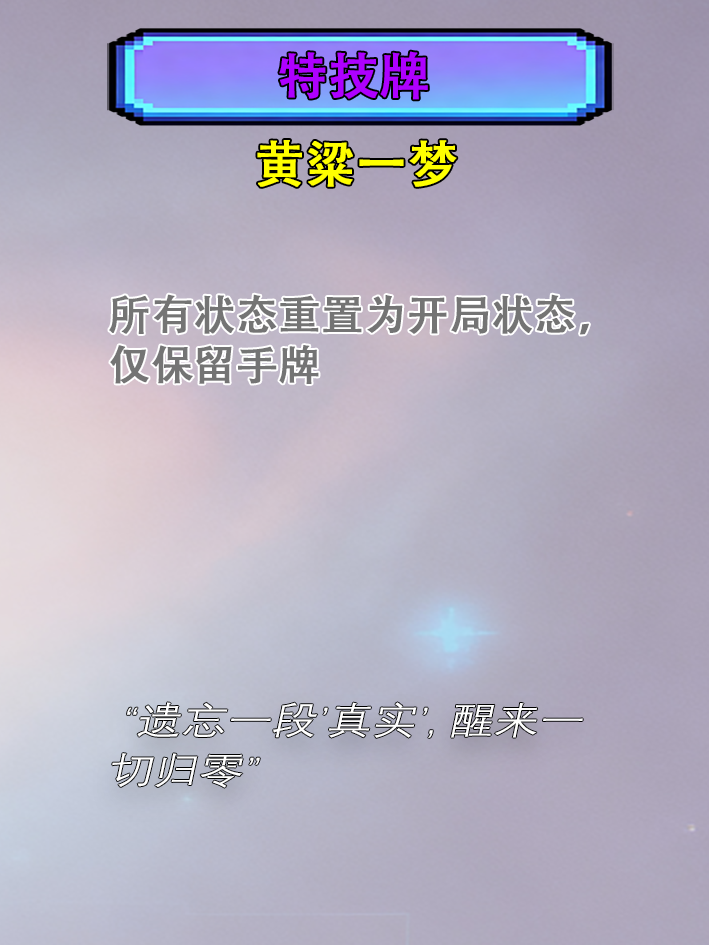 特技牌
黄粱一梦
所有状态重置为开局状态，
仅保留手牌
“遗忘一段’真实’，醒来一
切归零”